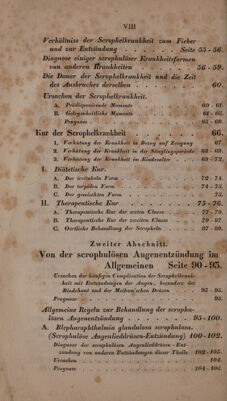 VIII
Verhältniss der Scrophelkrankheit zum Fieber
und zur Entzündung . . . . . . . Seite 53-56.
Diagnose einiger scrophulöser Krankheitsformen
von anderen Krankheiten . . . . . . 56-59.
Die Dauer der Scrophelkrankheit und die Zeit
des Ausbruches derselben . . . . . . . 60.
Ursachen der Scrophelkrankheit.
A. Prädisponirende Momente . . . . . . 60 - 61.
B. Gelegenheitliche Momente . . . . . . 61 - 65.
Prognose . . . . . . . . . . 65 - 66.
Kur der Scrophelkrankheit . . . . . . 66.
1. Verhütung der Krankheit in Bezug auf Zeugung 67.
2. Verhütung der Krankheit in der Säuglingsperiode 68 - 69.
3. Verhütung der Krankheit im Kindesalter . . 69 - 72.
I. Diätetische Kur.
A. Der irritabeln Form . . . . . . . 72 - 74.
B. Der torpiden Form . . . . . . . 74 - 75.
C. Der gemischten Form . . . . . . . 75.
II. Therapeutische Kur . . . . . . 75-76.
A. Therapeutische Kur der ersten Classe . . . 77 - 79.
B. Therapeutische Kur der zweiten Classe . . 79 - 87.
C. Oertliche Behandlung der Scropheln . . . 87 - 89.
Zweiter Abschnitt.
Von der scrophulösen Augenentzündung im
Allgemeinen Seite 90-95.
Ursachen der häufigen Complication der Scrophelkrank-
heit mit Entzündungen der Augen, besonders der
Bindehaut und der Meibom'schen Drüsen . . 92 - 95.
Prognose . . . . . . . . . . 95.
Allgemeine Regeln zur Behandlung der scrophu-
lösen Augenentzündung . . . . . . 95-100.
A. Blepharophthalmia glandulosa scrophulosa.
(Scrophulöse Augenliedbdrüsen-Entzündung) 100-102.
Diagnose der scrophulösen Augenliedbdrüsen-Ent-
zündung von anderen Entzündungen dieser Theile . 102 - 103.
Ursachen . . . . . . . . . . 104.
Prognose . . . . . . . . . 104 - 105.